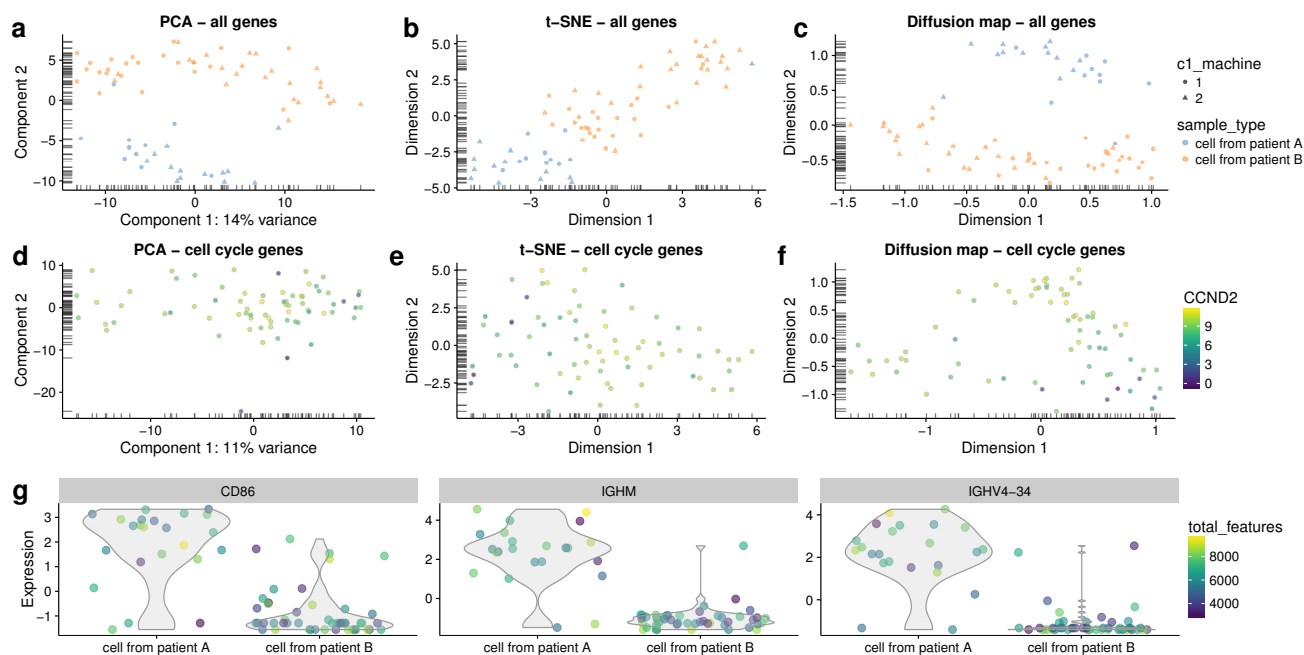 a
PCA − all genes
Component 2
5
0
−5
−10
−10
0
10
Component 1: 14% variance
b
t−SNE − all genes
Dimension 2
5.0
2.5
0.0
−2.5
−5.0
−3
0
3
6
Dimension 1
c
Diffusion map − all genes
Dimension 2
1.0
0.5
0.0
−0.5
−1.5
−1.0
−0.5
0.0
0.5
1.0
Dimension 1
c1_machine
1
2
sample_type
cell from patient A
cell from patient B
d
PCA − cell cycle genes
Component 2
10
0
−10
−20
−10
0
10
Component 1: 11% variance
e
t−SNE − cell cycle genes
Dimension 2
5.0
2.5
0.0
−2.5
−3
0
3
6
Dimension 1
f
Diffusion map − cell cycle genes
Dimension 2
1.0
0.5
0.0
−0.5
−1.0
−1
0
1
Dimension 1
CCND2
9
6
3
0
g
CD86
Expression
3
2
1
0
−1
cell from patient A
cell from patient B
IGHM
4
2
0
cell from patient A
cell from patient B
IGHV4−34
4
2
0
cell from patient A
cell from patient B
total_features
8000
6000
4000